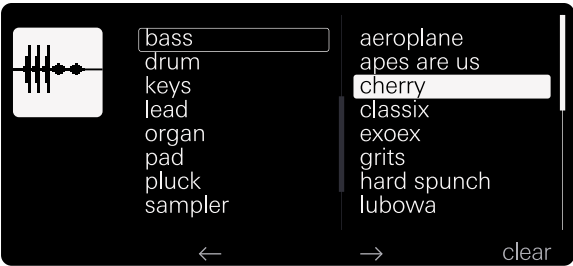 bass
drum
keys
lead
organ
pad
pluck
sampler
aeroplane
apes are us
cherry
classix
exoex
grits
hard spunch
lubowa
← → clear